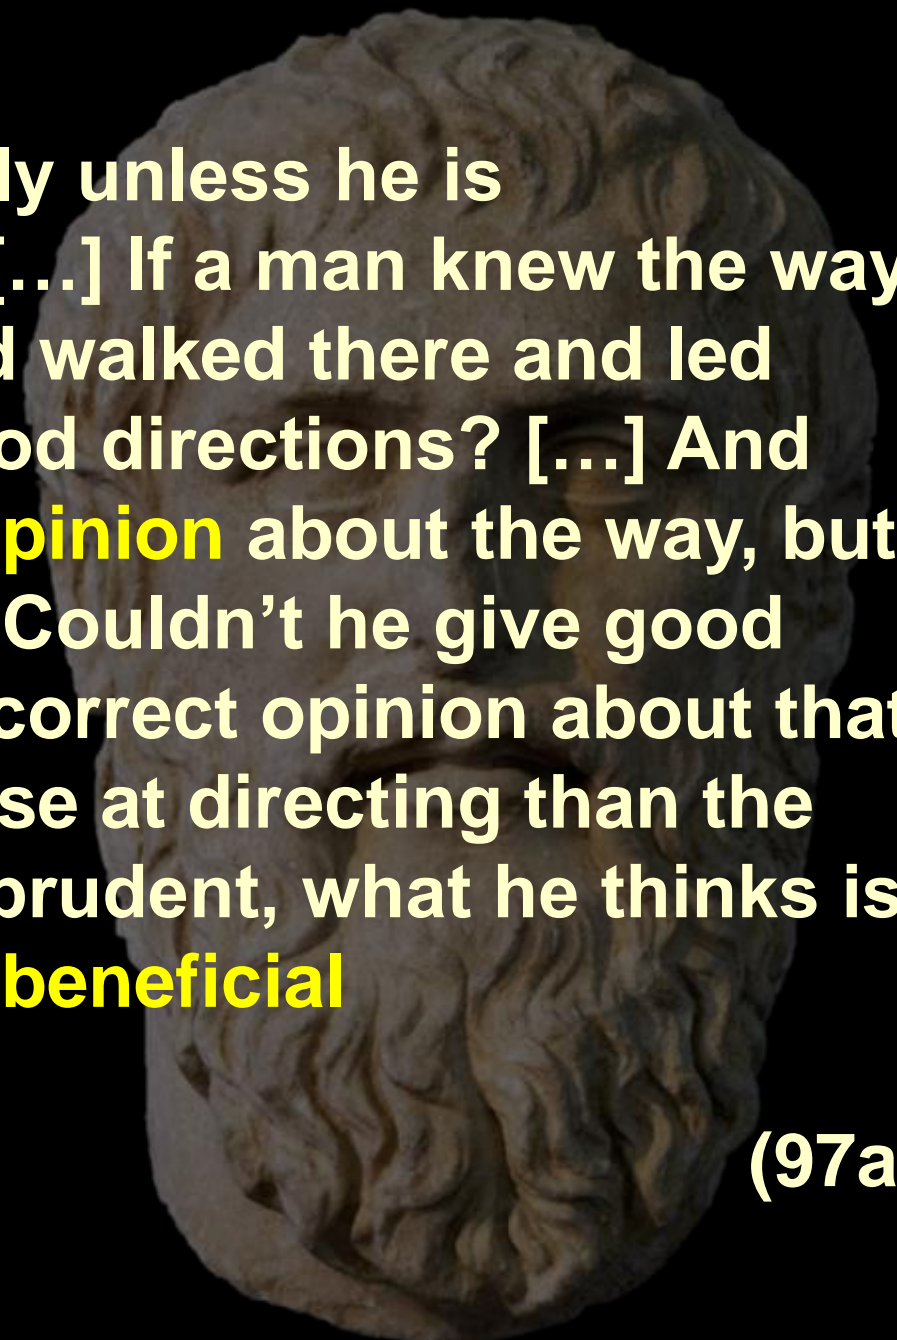 ly unless he is
[…] If a man knew the way
d walked there and led
od directions? […] And
pinion about the way, but
Couldn’t he give good
correct opinion about that
se at directing than the
prudent, what he thinks is
beneficial
(97a